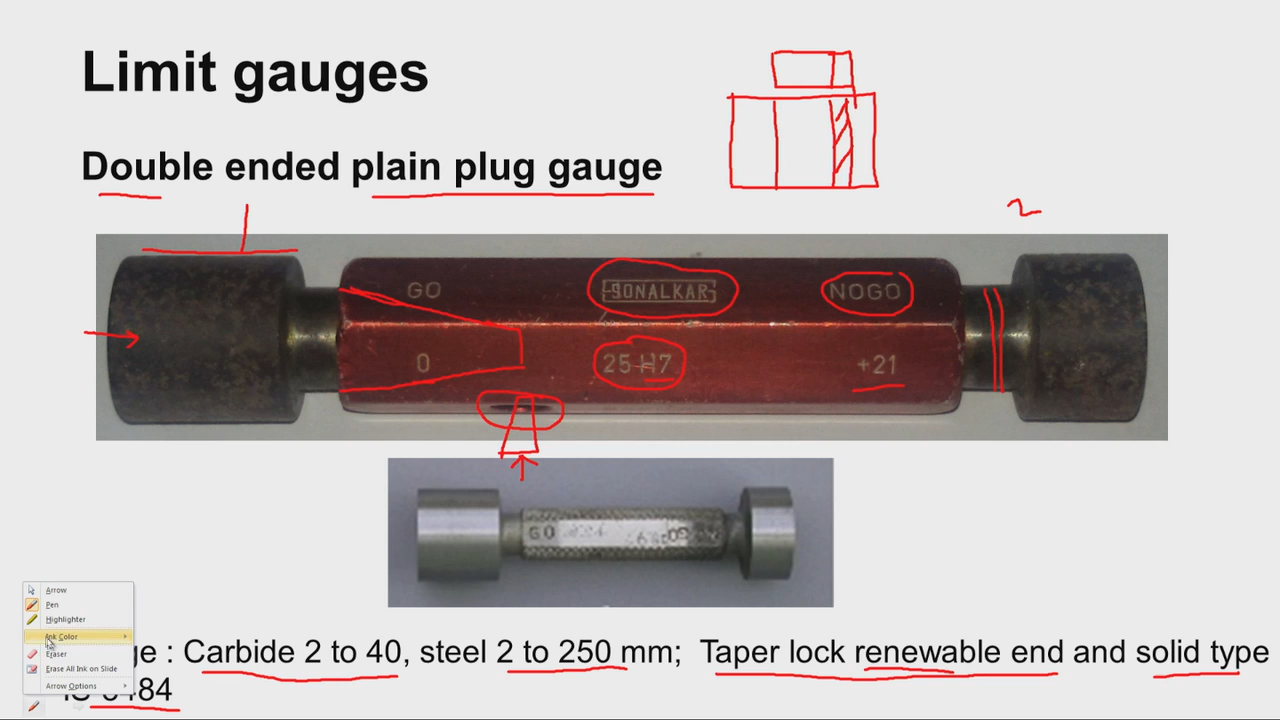 Limit gauges
Double ended plain plug gauge
GO SONALKAR NOGO
0 25 H7 +21
GO
Arrow
Pen
Highlighter
Ink Color
Eraser
Erase All Ink on Slide
Arrow Options
: Carbide 2 to 40, steel 2 to 250 mm; Taper lock renewable end and solid type